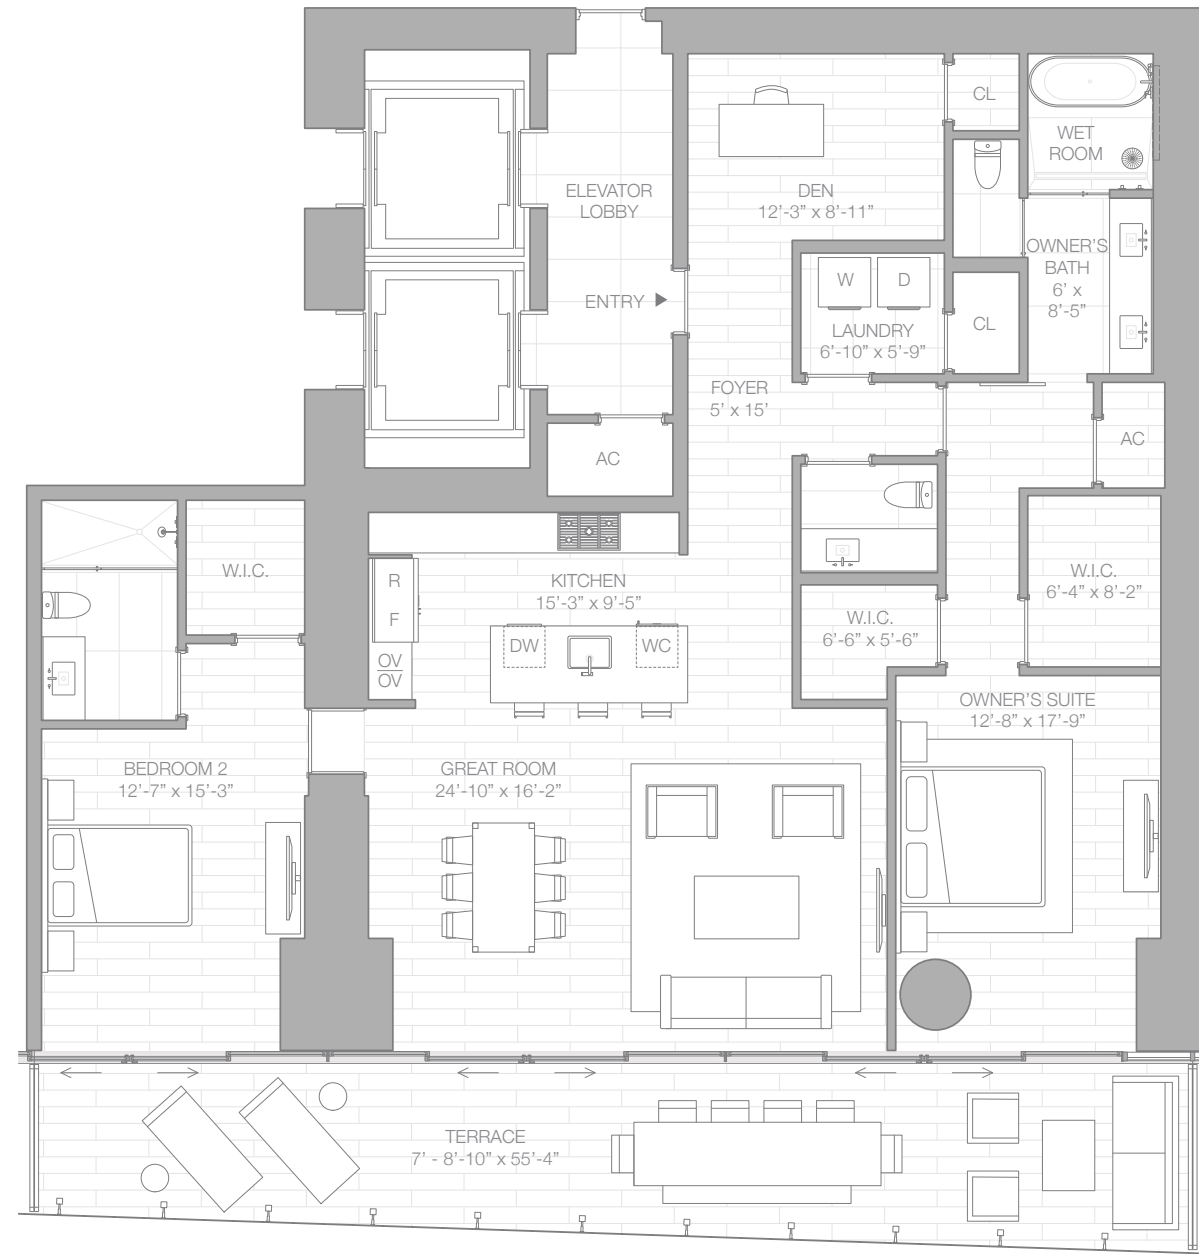 CL
WET
ROOM
ELEVATOR
LOBBY
DEN
12'-3" x 8'-11"
OWNER'S
BATH
6' x
8'-5"
W
D
ENTRY
CL
LAUNDRY
6'-10" x 5'-9"
FOYER
5' x 15'
AC
AC
W.I.C.
R
F
KITCHEN
15'-3" x 9'-5"
W.I.C.
6'-4" x 8'-2"
W.I.C.
6'-6" x 5'-6"
DW
WC
OV
OV
OWNER'S SUITE
12'-8" x 17'-9"
BEDROOM 2
12'-7" x 15'-3"
GREAT ROOM
24'-10" x 16'-2"
TERRACE
7' - 8'-10" x 55'-4"